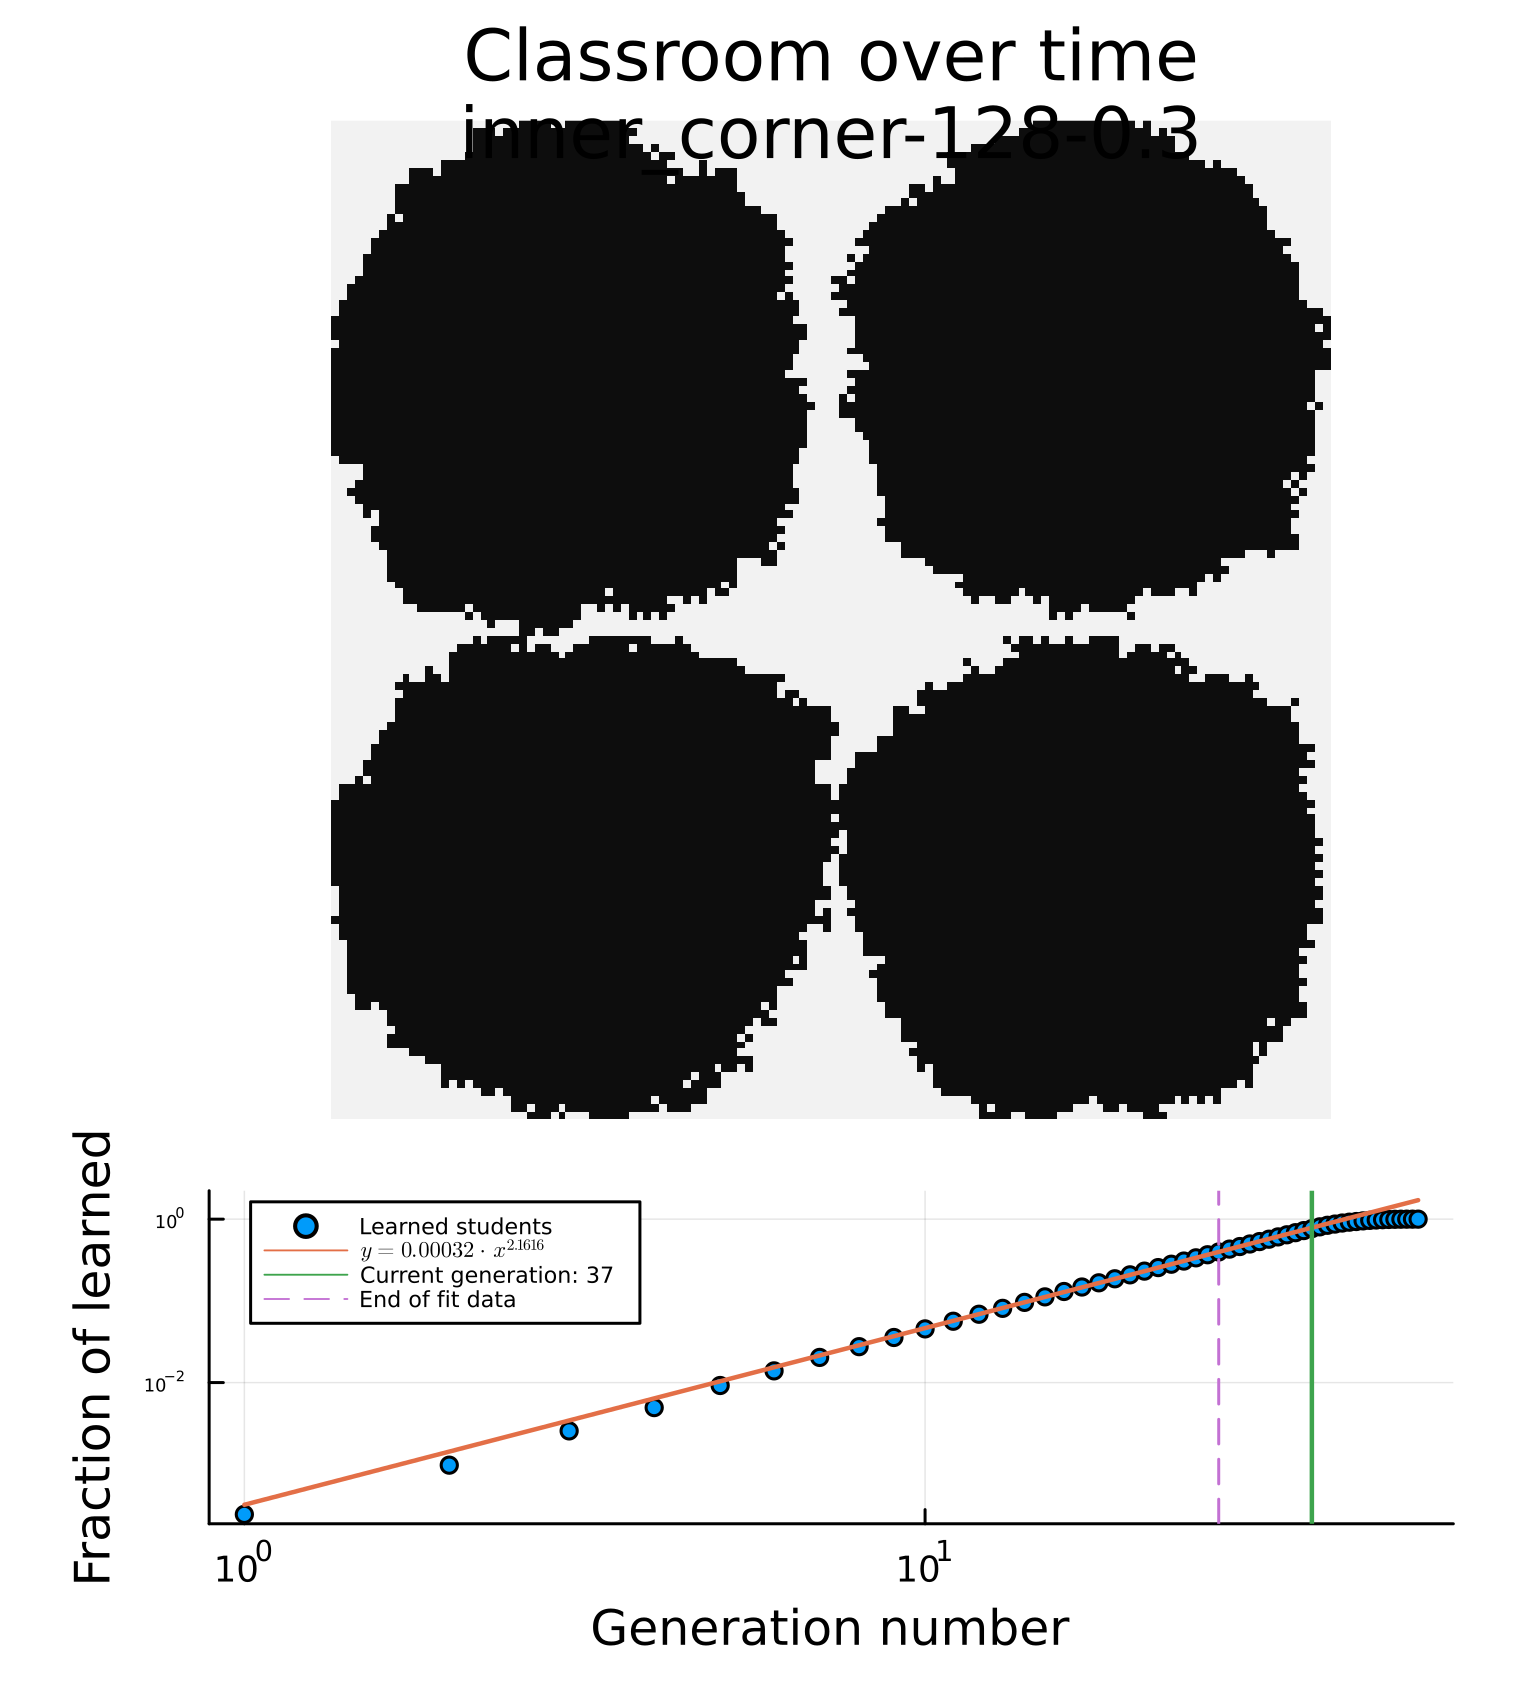 Classroom over time
inner_corner-128-0.3
Fraction of learned
10⁰
10⁻²
Learned students
y = 0.00032 · x²·¹⁶¹⁶
Current generation: 37
End of fit data
10⁰
10¹
Generation number